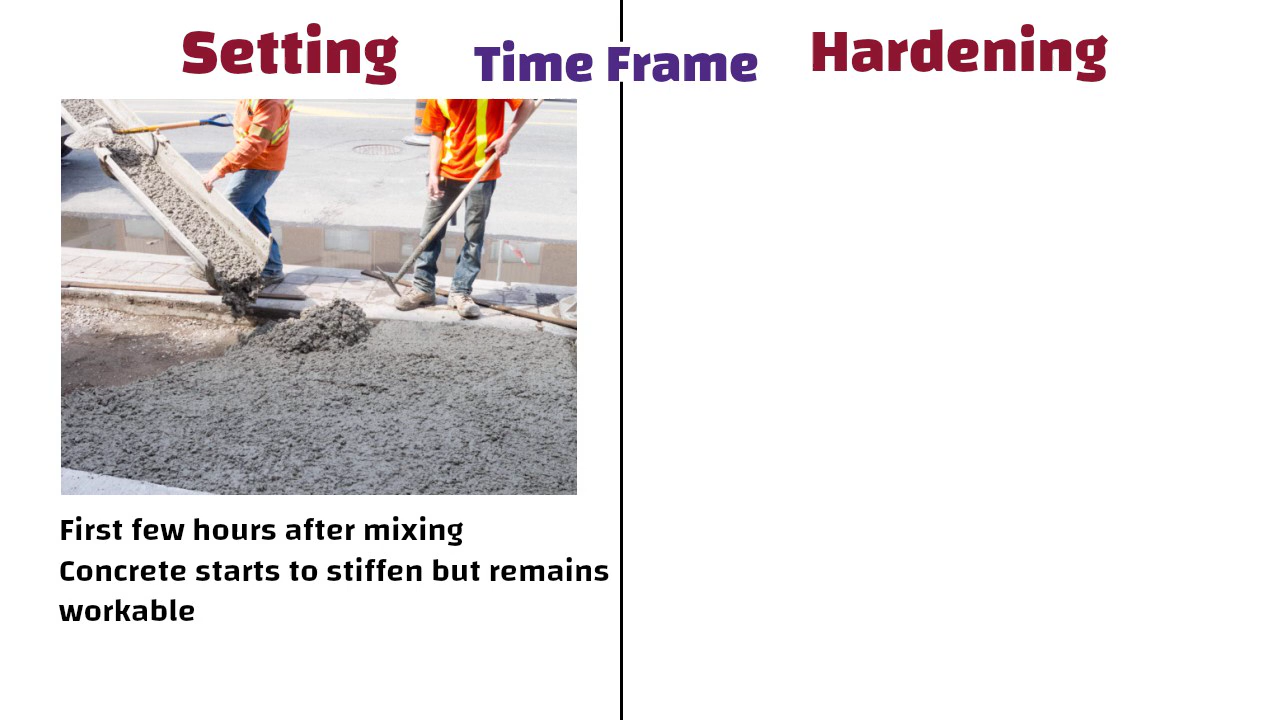 Setting
Time Frame
Hardening
First few hours after mixing
Concrete starts to stiffen but remains
workable